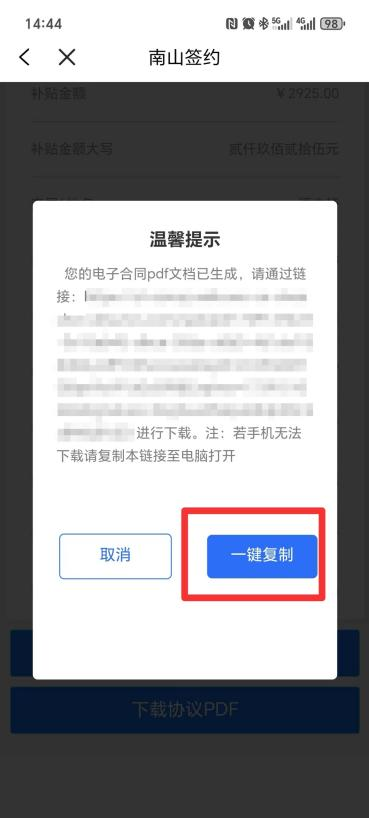 14:44
5G
4G
98
南山签约
补贴金额
￥2925.00
补贴金额大写
贰仟玖佰贰拾伍元
温馨提示
您的电子合同pdf文档已生成，请通过链
接：
进行下载。注：若手机无法
下载请复制本链接至电脑打开
取消
一键复制
下载协议PDF